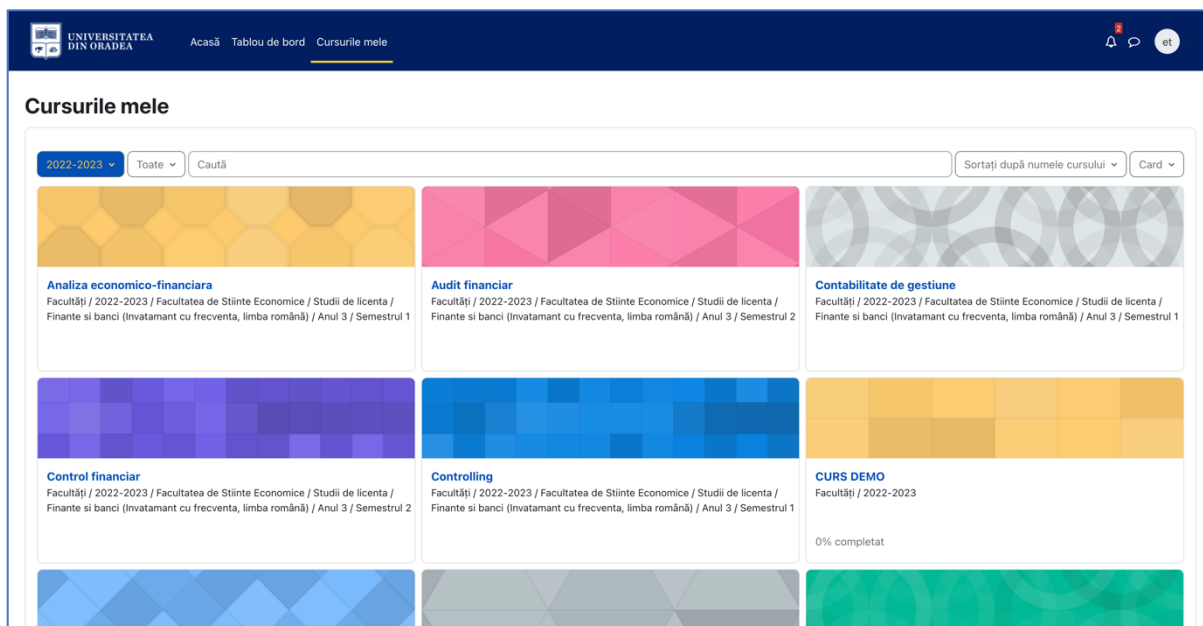 UNIVERSITATEA
DIN ORADEA
Acasă Tablou de bord Cursurile mele
2
et
Cursurile mele
2022-2023 Toate Caută Sortați după numele cursului Card
Analiza economico-financiara
Facultăți / 2022-2023 / Facultatea de Stiinte Economice / Studii de licenta /
Finante si banci (Invatamant cu frecventa, limba română) / Anul 3 / Semestrul 1
Audit financiar
Facultăți / 2022-2023 / Facultatea de Stiinte Economice / Studii de licenta /
Finante si banci (Invatamant cu frecventa, limba română) / Anul 3 / Semestrul 2
Contabilitate de gestiune
Facultăți / 2022-2023 / Facultatea de Stiinte Economice / Studii de licenta /
Finante si banci (Invatamant cu frecventa, limba română) / Anul 3 / Semestrul 1
Control financiar
Facultăți / 2022-2023 / Facultatea de Stiinte Economice / Studii de licenta /
Finante si banci (Invatamant cu frecventa, limba română) / Anul 3 / Semestrul 2
Controlling
Facultăți / 2022-2023 / Facultatea de Stiinte Economice / Studii de licenta /
Finante si banci (Invatamant cu frecventa, limba română) / Anul 3 / Semestrul 1
CURS DEMO
Facultăți / 2022-2023
0% completat